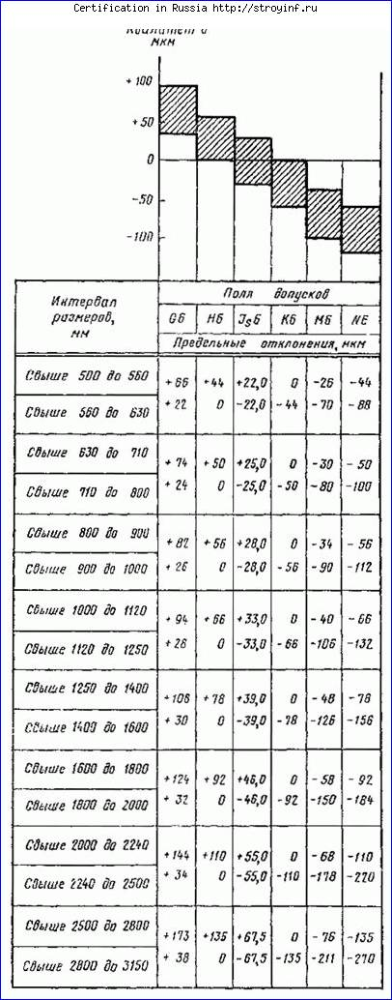 Certification in Russia http://stroyinf.ru
Квалитет 6
мкм
+100
+50
0
-50
-100
Интервал размеров, мм
Поля допусков
G6 H6 Js6 K6 M6 N6
Предельные отклонения, мкм
Свыше 500 до 560
+66 +44 +22,0 0 -26 -44
+22 0 -22,0 -44 -70 -88
Свыше 560 до 630
Свыше 630 до 710
+74 +50 +25,0 0 -30 -50
+24 0 -25,0 -50 -80 -100
Свыше 710 до 800
Свыше 800 до 900
+82 +56 +28,0 0 -34 -56
+26 0 -28,0 -56 -90 -112
Свыше 900 до 1000
Свыше 1000 до 1120
+94 +66 +33,0 0 -40 -66
+28 0 -33,0 -66 -106 -132
Свыше 1120 до 1250
Свыше 1250 до 1400
+108 +78 +39,0 0 -48 -78
+30 0 -39,0 -78 -126 -156
Свыше 1400 до 1600
Свыше 1600 до 1800
+124 +92 +46,0 0 -58 -92
+32 0 -46,0 -92 -150 -184
Свыше 1800 до 2000
Свыше 2000 до 2240
+144 +110 +55,0 0 -68 -110
+34 0 -55,0 -110 -178 -220
Свыше 2240 до 2500
Свыше 2500 до 2800
+173 +135 +67,5 0 -76 -135
+38 0 -67,5 -135 -211 -270
Свыше 2800 до 3150